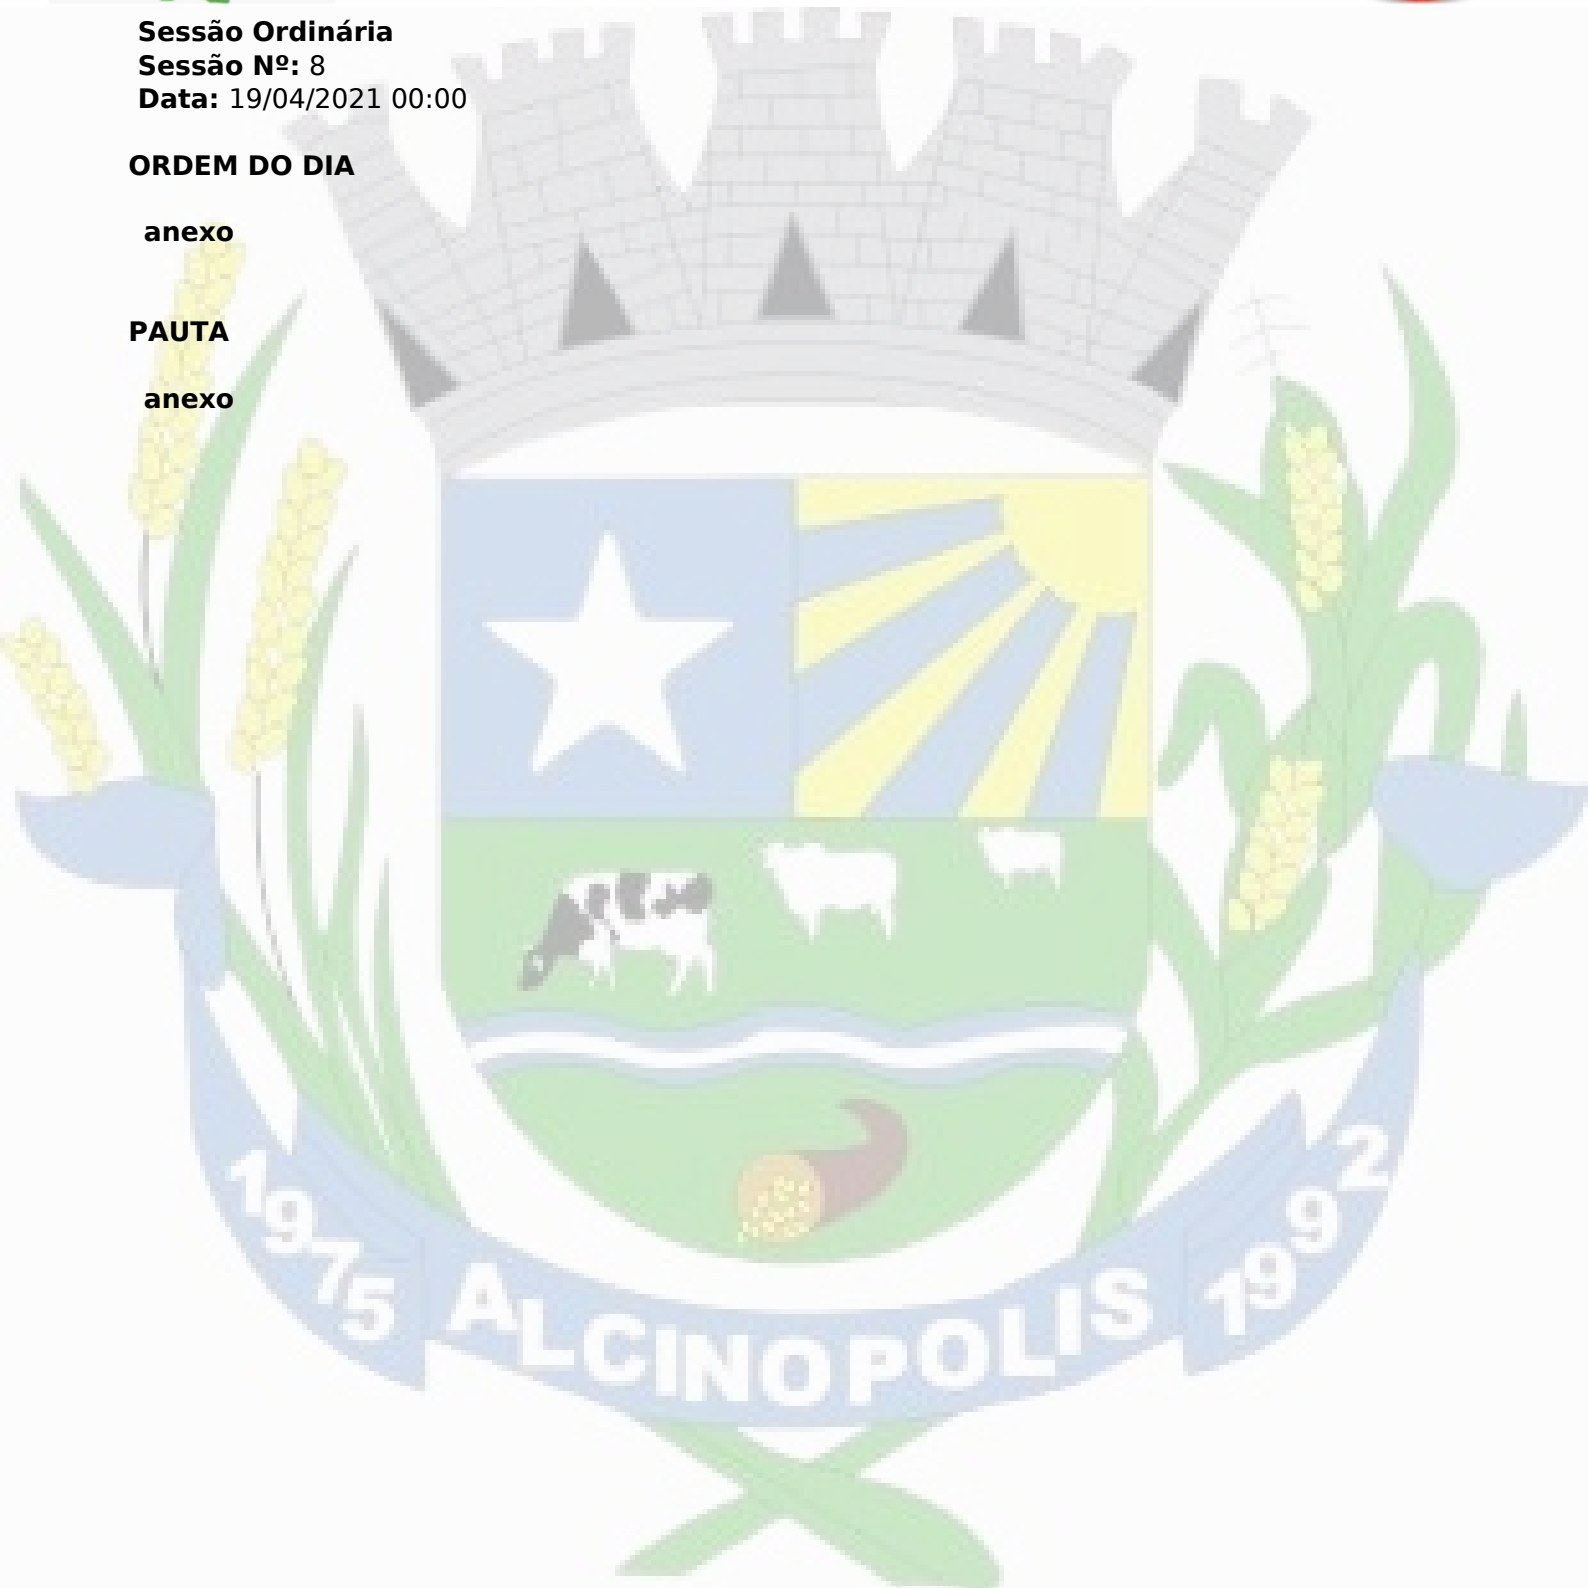 Sessão Ordinária
Sessão Nº: 8
Data: 19/04/2021 00:00
ORDEM DO DIA
anexo
PAUTA
anexo
1975 ALCINOPOLIS 1992